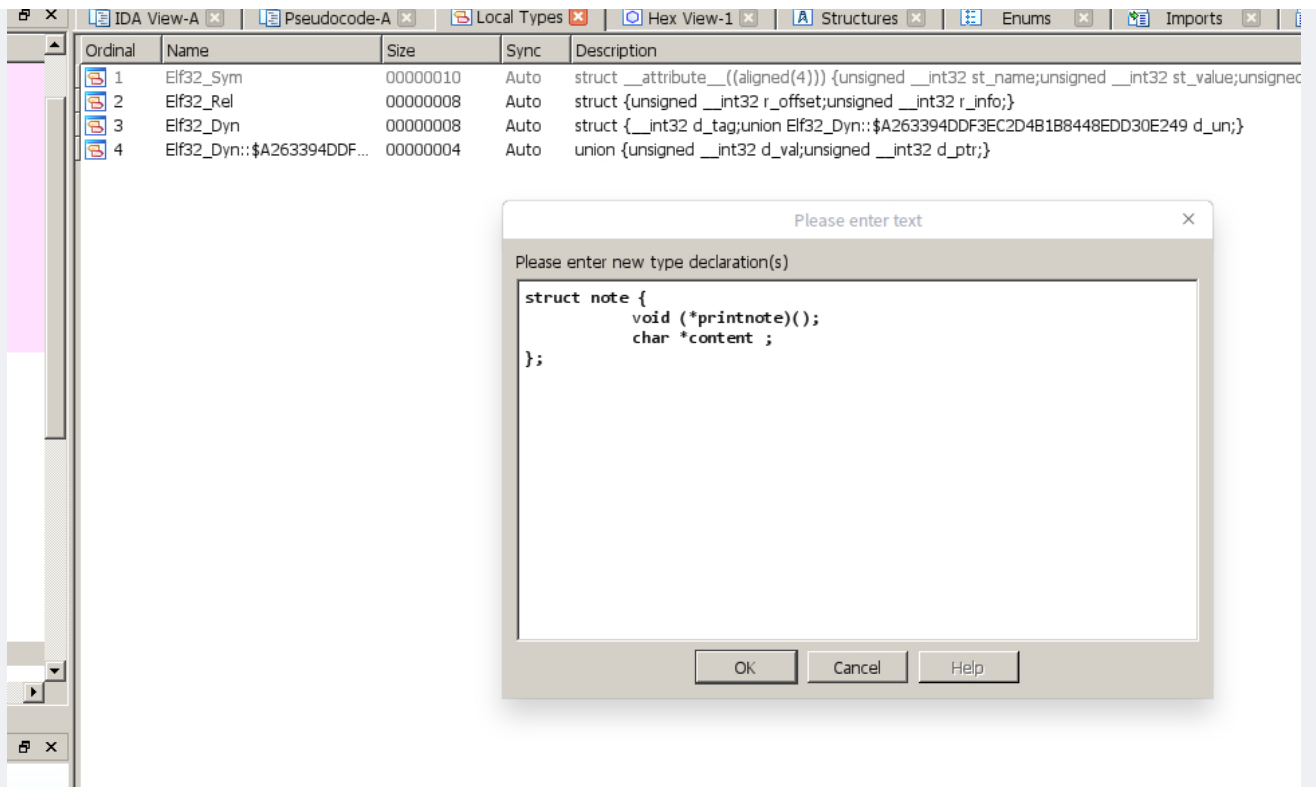 IDA View-A Pseudocode-A Local Types Hex View-1 Structures Enums Imports
Ordinal Name Size Sync Description
1 Elf32_Sym 00000010 Auto struct __attribute__((aligned(4))) {unsigned __int32 st_name;unsigned __int32 st_value;unsigned
2 Elf32_Rel 00000008 Auto struct {unsigned __int32 r_offset;unsigned __int32 r_info;}
3 Elf32_Dyn 00000008 Auto struct {__int32 d_tag;union Elf32_Dyn::$A263394DDF3EC2D4B1B8448EDD30E249 d_un;}
4 Elf32_Dyn::$A263394DDF... 00000004 Auto union {unsigned __int32 d_val;unsigned __int32 d_ptr;}
Please enter text
Please enter new type declaration(s)
struct note {
void (*printnote)();
char *content ;
};
OK Cancel Help